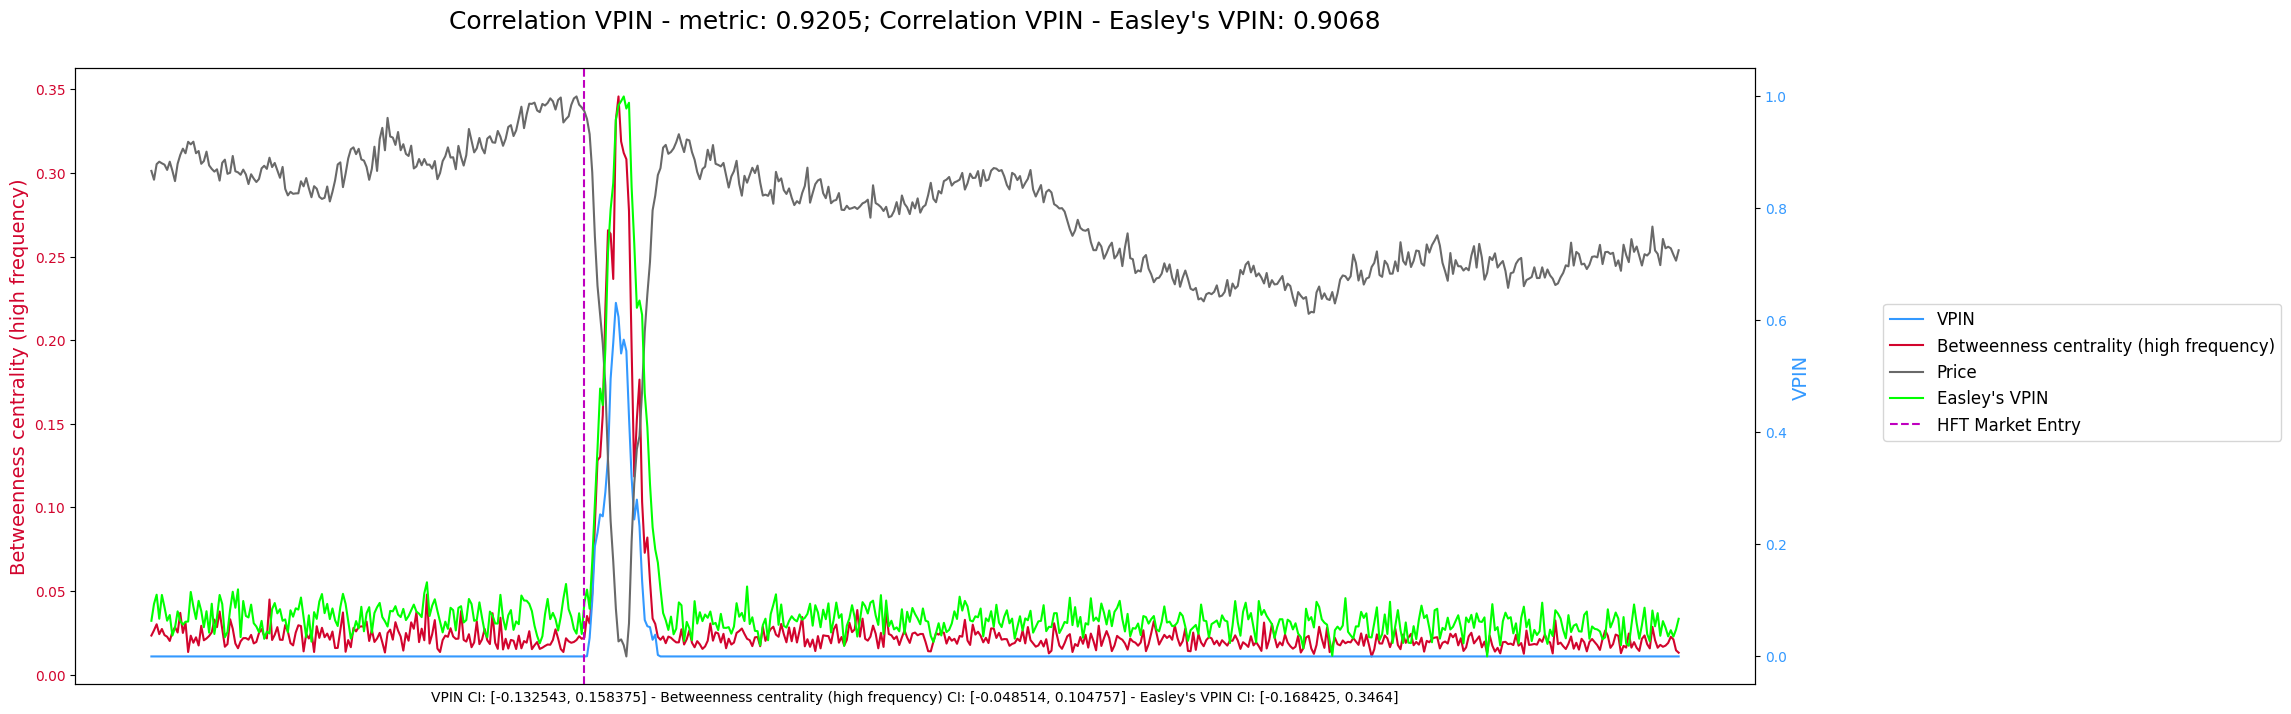 Correlation VPIN - metric: 0.9205; Correlation VPIN - Easley's VPIN: 0.9068
Betweenness centrality (high frequency)
0.35
0.30
0.25
0.20
0.15
0.10
0.05
0.00
1.0
0.8
0.6
0.4
0.2
0.0
VPIN
VPIN
Betweenness centrality (high frequency)
Price
Easley's VPIN
HFT Market Entry
VPIN CI: [-0.132543, 0.158375] - Betweenness centrality (high frequency) CI: [-0.048514, 0.104757] - Easley's VPIN CI: [-0.168425, 0.3464]